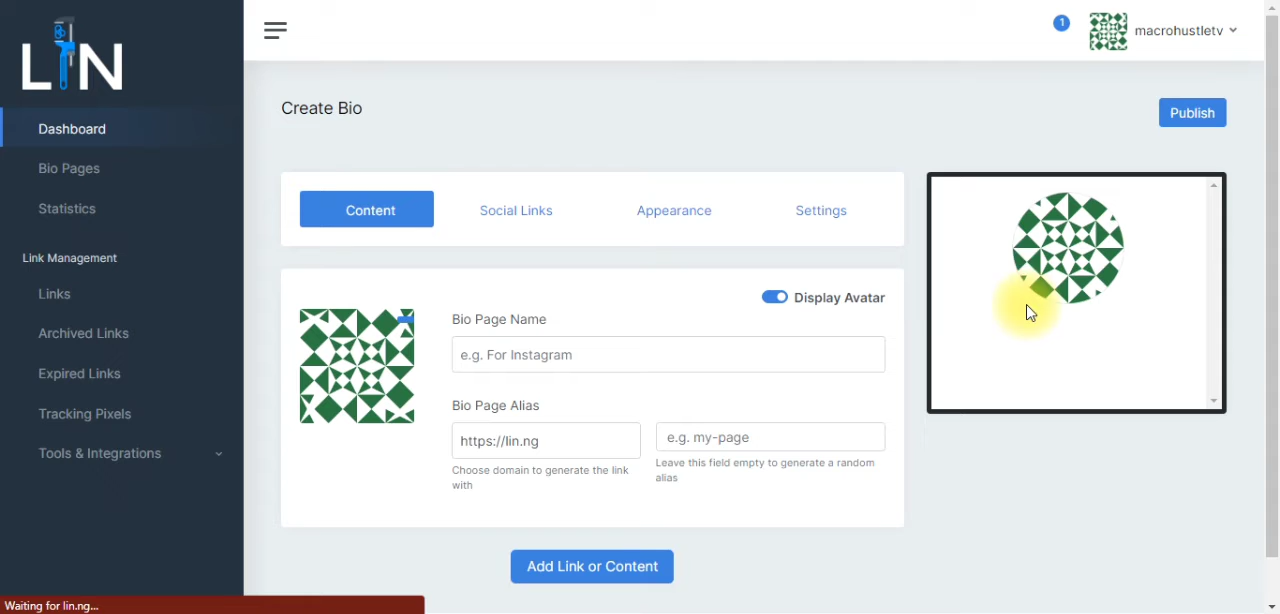 LIN
1
macrohustletv
Create Bio
Publish
Dashboard
Bio Pages
Statistics
Link Management
Links
Archived Links
Expired Links
Tracking Pixels
Tools & Integrations
Content
Social Links
Appearance
Settings
Display Avatar
Bio Page Name
e.g. For Instagram
Bio Page Alias
https://lin.ng
e.g. my-page
Choose domain to generate the link
with
Leave this field empty to generate a random
alias
Add Link or Content
Waiting for lin.ng...